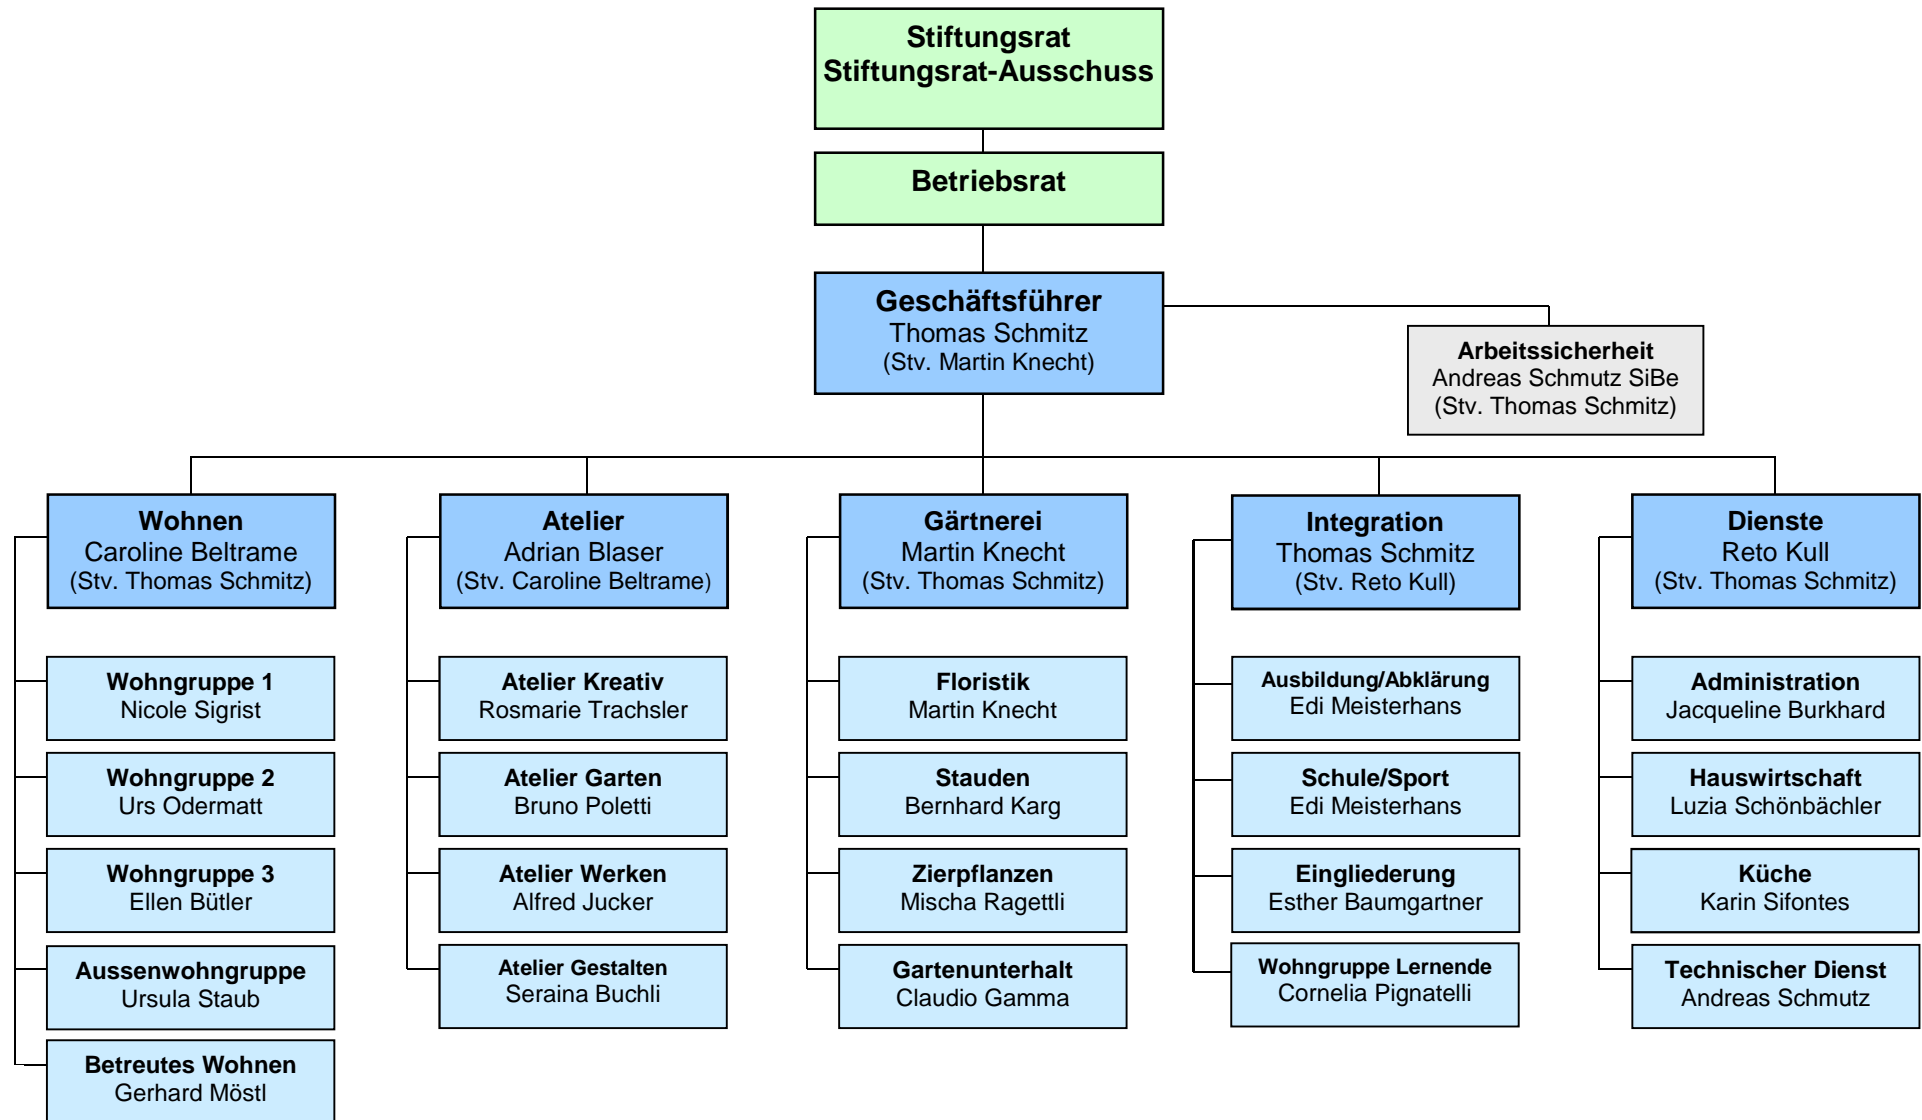 Stiftungsrat
Stiftungsrat-Ausschuss
Betriebsrat
Geschäftsführer
Thomas Schmitz
(Stv. Martin Knecht)
Arbeitssicherheit
Andreas Schmutz SiBe
(Stv. Thomas Schmitz)
Wohnen
Caroline Beltrame
(Stv. Thomas Schmitz)
Wohngruppe 1
Nicole Sigrist
Wohngruppe 2
Urs Odermatt
Wohngruppe 3
Ellen Bütler
Aussenwohngruppe
Ursula Staub
Betreutes Wohnen
Gerhard Möstl
Atelier
Adrian Blaser
(Stv. Caroline Beltrame)
Atelier Kreativ
Rosmarie Trachsler
Atelier Garten
Bruno Poletti
Atelier Werken
Alfred Jucker
Atelier Gestalten
Seraina Buchli
Gärtnerei
Martin Knecht
(Stv. Thomas Schmitz)
Floristik
Martin Knecht
Stauden
Bernhard Karg
Zierpflanzen
Mischa Ragettli
Gartenunterhalt
Claudio Gamma
Integration
Thomas Schmitz
(Stv. Reto Kull)
Ausbildung/Abklärung
Edi Meisterhans
Schule/Sport
Edi Meisterhans
Eingliederung
Esther Baumgartner
Wohngruppe Lernende
Cornelia Pignatelli
Dienste
Reto Kull
(Stv. Thomas Schmitz)
Administration
Jacqueline Burkhard
Hauswirtschaft
Luzia Schönbächler
Küche
Karin Sifontes
Technischer Dienst
Andreas Schmutz